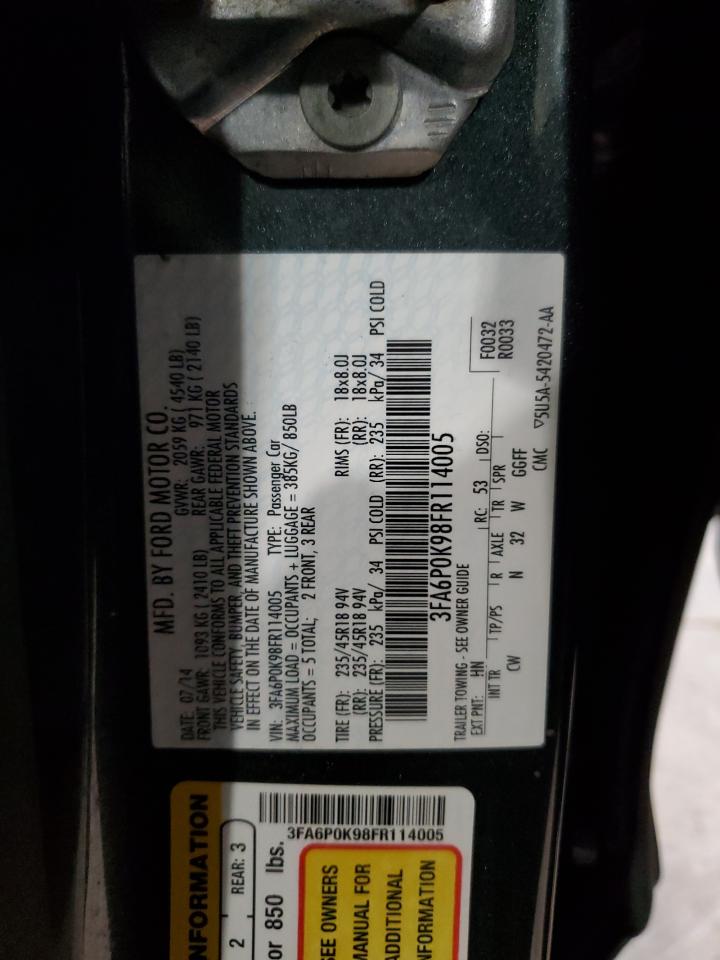 MFD. BY FORD MOTOR CO.
DATE: 07/14 GVWR: 2059 KG ( 4540 LB)
FRONT GAWR: 1093 KG ( 2410 LB) REAR GAWR: 971 KG ( 2140 LB)
THIS VEHICLE CONFORMS TO ALL APPLICABLE FEDERAL MOTOR
VEHICLE SAFETY, BUMPER, AND THEFT PREVENTION STANDARDS
IN EFFECT ON THE DATE OF MANUFACTURE SHOWN ABOVE.
VIN: 3FA6P0K98FR114005 TYPE: Passenger Car
MAXIMUM LOAD = OCCUPANTS + LUGGAGE = 385KG/ 850LB
OCCUPANTS = 5 TOTAL; 2 FRONT, 3 REAR
TIRE (FR): 235/45R18 94V RIMS (FR): 18x8.0J
(RR): 235/45R18 94V (RR): 18x8.0J
PRESSURE (FR): 235 kPa/ 34 PSI COLD (RR): 235 kPa/ 34 PSI COLD
3FA6P0K98FR114005
TRAILER TOWING - SEE OWNER GUIDE
F0032
R0033
EXT PNT: HN RC: 53 DSO:
INT TR TP/PS R AXLE TR SPR
CW N 32 W GGFF
CMC ▽5U5A-5420472-AA
NFORMATION
2 REAR: 3
or 850 lbs.
3FA6P0K98FR114005
SEE OWNERS
MANUAL FOR
ADDITIONAL
NFORMATION